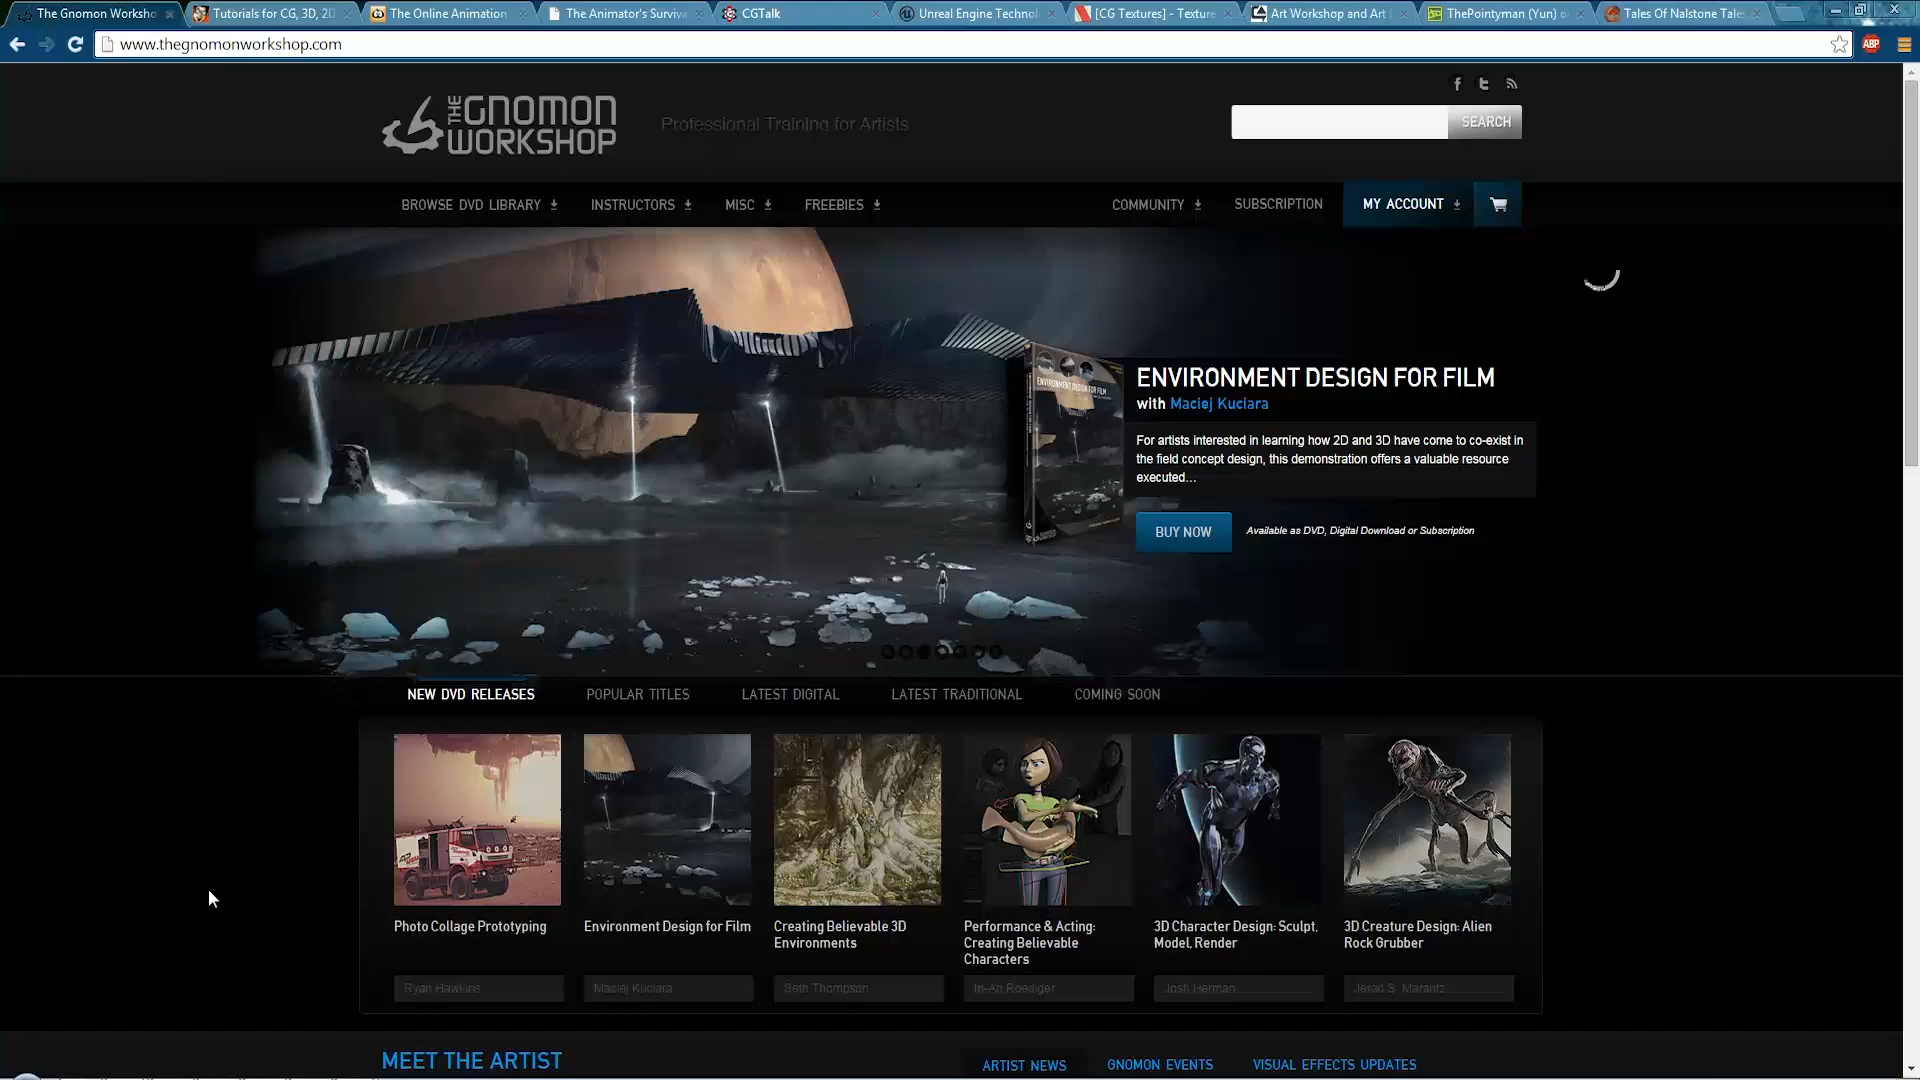 The Gnomon Worksho
Tutorials for CG, 3D, 2D
The Online Animation
The Animator's Surviva
CGTalk
Unreal Engine Technol
[CG Textures] - Texture
Art Workshop and Art
ThePointyman (Yun) o
Tales Of Nalstone Tale
www.thegnomonworkshop.com
ABP
THE GNOMON
WORKSHOP
Professional Training for Artists
SEARCH
BROWSE DVD LIBRARY
INSTRUCTORS
MISC
FREEBIES
COMMUNITY
SUBSCRIPTION
MY ACCOUNT
ENVIRONMENT DESIGN FOR FILM
ENVIRONMENT DESIGN FOR FILM
with Maciej Kuciara
For artists interested in learning how 2D and 3D have come to co-exist in
the field concept design, this demonstration offers a valuable resource
executed...
BUY NOW
Available as DVD, Digital Download or Subscription
NEW DVD RELEASES
POPULAR TITLES
LATEST DIGITAL
LATEST TRADITIONAL
COMING SOON
Photo Collage Prototyping
Environment Design for Film
Creating Believable 3D
Environments
Performance & Acting:
Creating Believable
Characters
3D Character Design: Sculpt,
Model, Render
3D Creature Design: Alien
Rock Grubber
Ryan Hawkins
Maciej Kuciara
Seth Thompson
In-Ah Roediger
Josh Herman
Jerad S. Marantz
MEET THE ARTIST
ARTIST NEWS
GNOMON EVENTS
VISUAL EFFECTS UPDATES